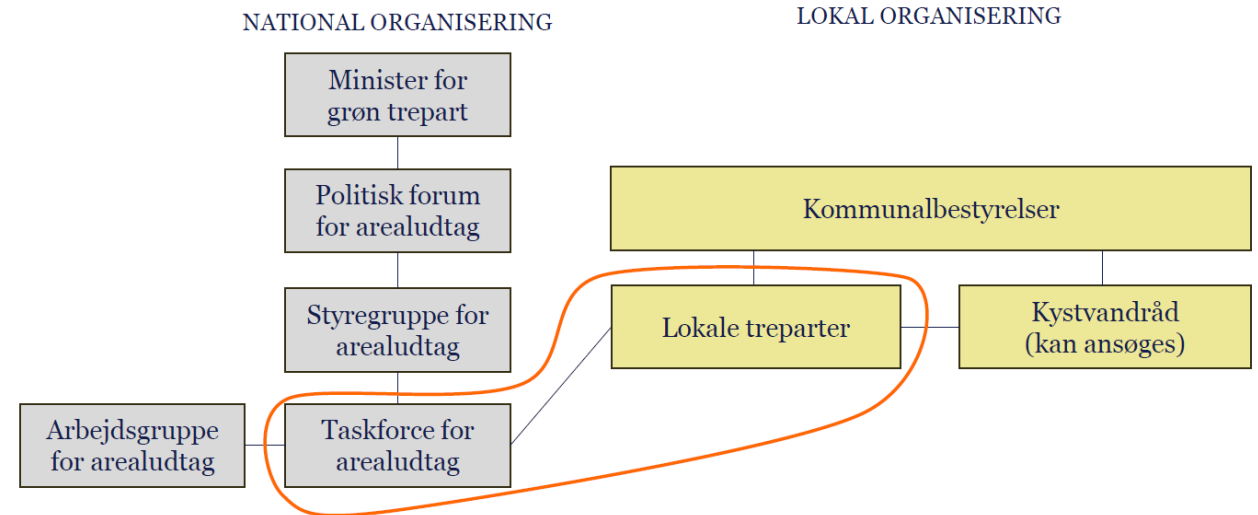 NATIONAL ORGANISERING
LOKAL ORGANISERING
Minister for
grøn trepart
Politisk forum
for arealudtag
Kommunalbestyrelser
Styregruppe for
arealudtag
Lokale treparter
Kystvandråd
(kan ansøges)
Arbejdsgruppe
for arealudtag
Taskforce for
arealudtag